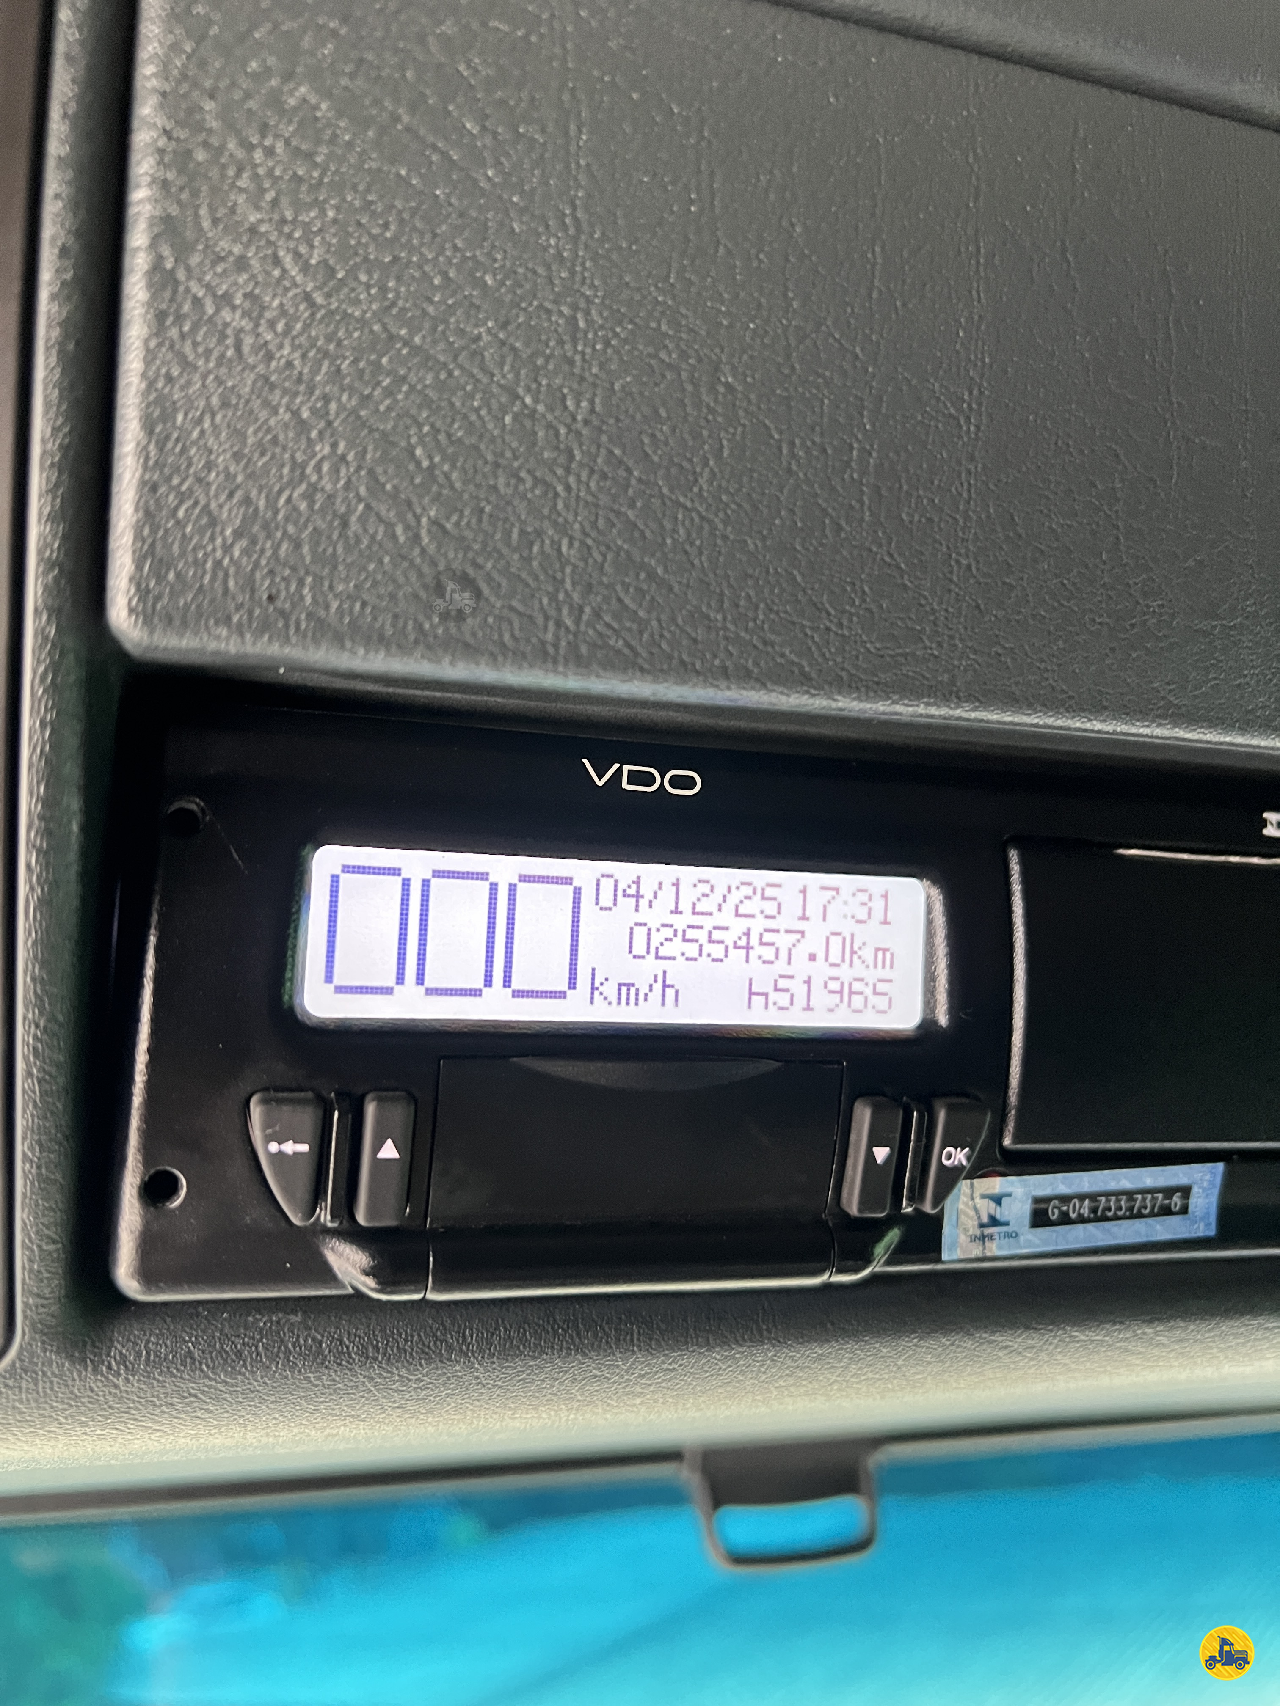 VDO
000
04/12/25 17:31
0255457.0km
km/h h51965
OK
INMETRO
G-04.733.737-6